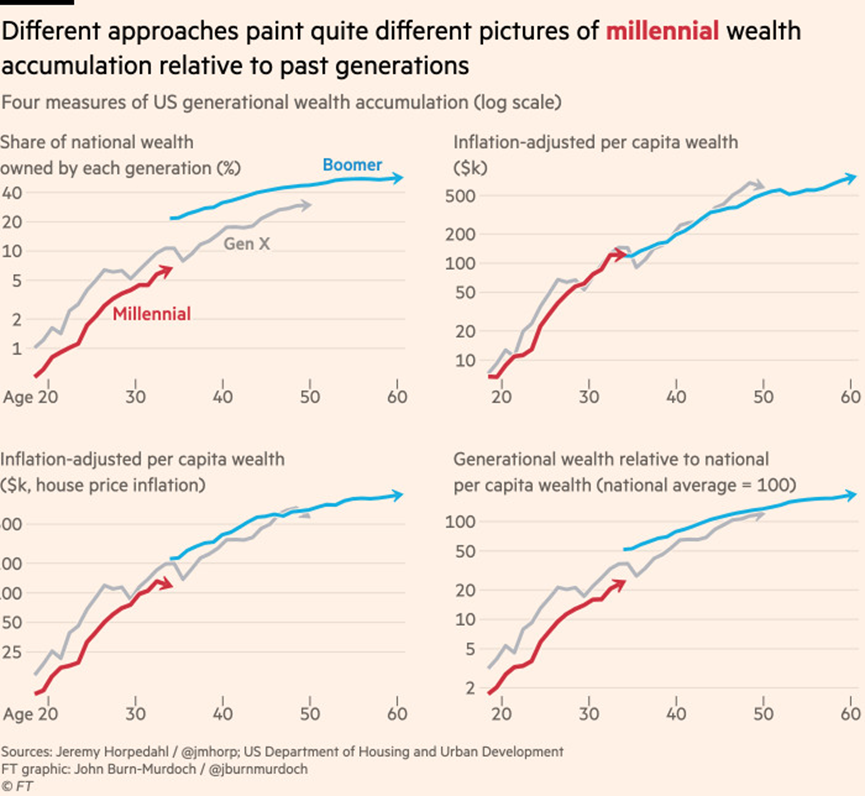 Different approaches paint quite different pictures of millennial wealth
accumulation relative to past generations
Four measures of US generational wealth accumulation (log scale)
Share of national wealth
owned by each generation (%)
Boomer
40
20
10
5
2
1
Gen X
Millennial
Age 20 30 40 50 60
Inflation-adjusted per capita wealth
($k)
500
200
100
50
20
10
20 30 40 50 60
Inflation-adjusted per capita wealth
($k, house price inflation)
00
00
00
50
25
Age 20 30 40 50 60
Generational wealth relative to national
per capita wealth (national average = 100)
100
50
20
10
5
2
20 30 40 50 60
Sources: Jeremy Horpedahl / @jmhorp; US Department of Housing and Urban Development
FT graphic: John Burn-Murdoch / @jburnmurdoch
© FT